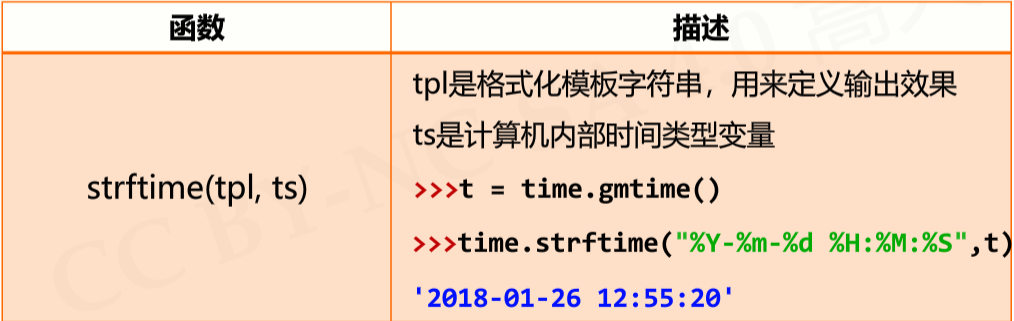 函数 描述
tpl是格式化模板字符串，用来定义输出效果
ts是计算机内部时间类型变量
strftime(tpl, ts)
>>>t = time.gmtime()
>>>time.strftime("%Y-%m-%d %H:%M:%S",t)
'2018-01-26 12:55:20'